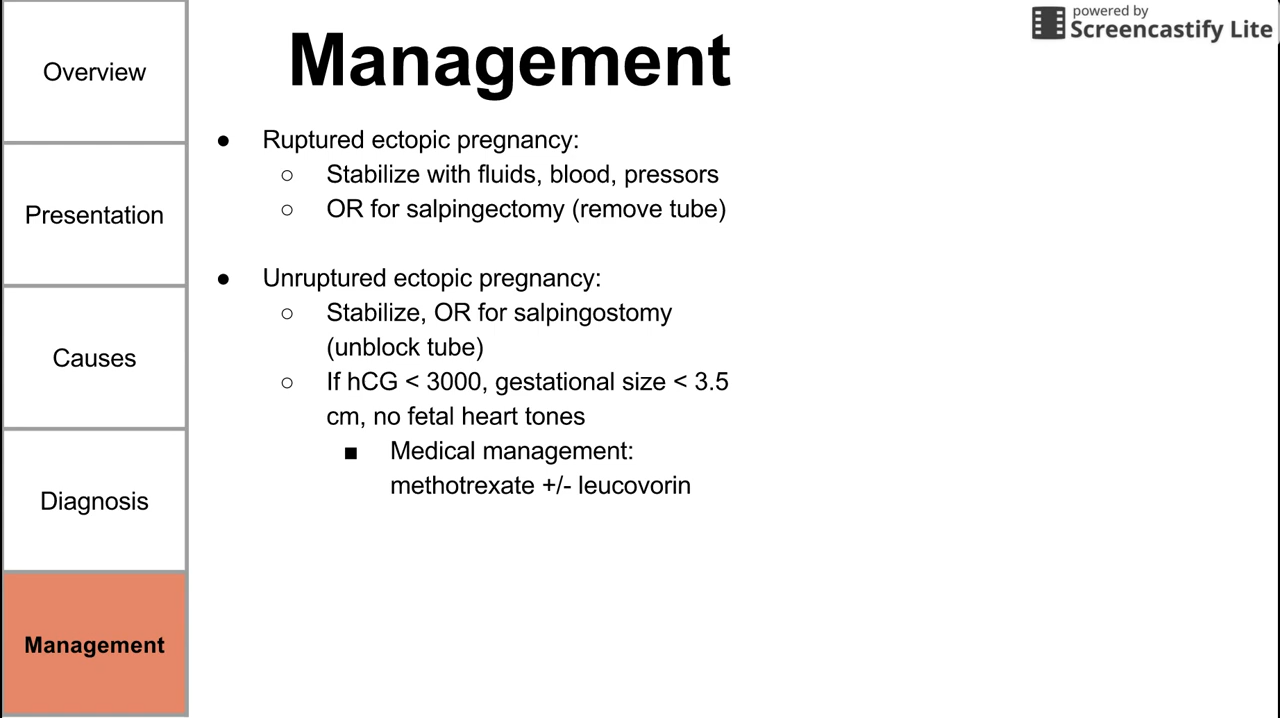 Overview
Presentation
Causes
Diagnosis
Management
Management
● Ruptured ectopic pregnancy:
○ Stabilize with fluids, blood, pressors
○ OR for salpingectomy (remove tube)
● Unruptured ectopic pregnancy:
○ Stabilize, OR for salpingostomy
(unblock tube)
○ If hCG < 3000, gestational size < 3.5
cm, no fetal heart tones
■ Medical management:
methotrexate +/- leucovorin
powered by
Screencastify Lite